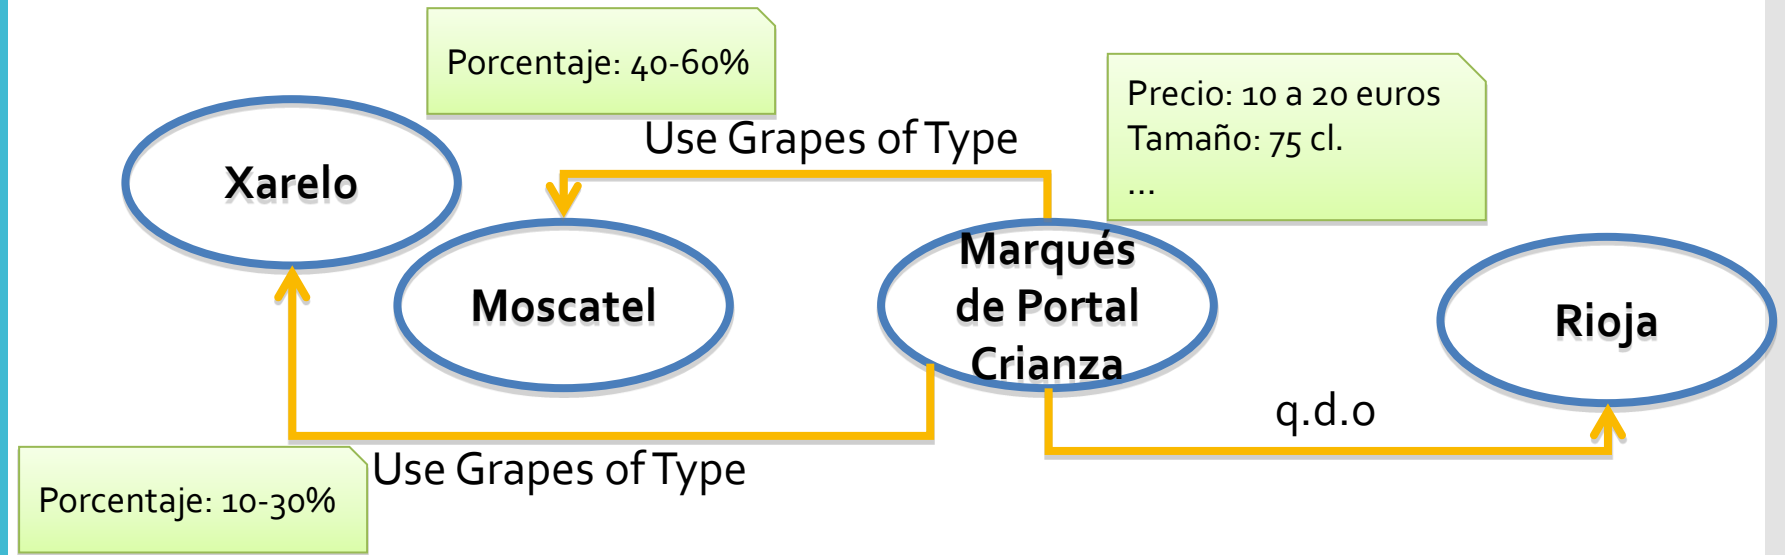 Porcentaje: 40-60%
Precio: 10 a 20 euros
Tamaño: 75 cl.
...
Use Grapes of Type
Xarelo
Moscatel
Marqués
de Portal
Crianza
Rioja
q.d.o
Use Grapes of Type
Porcentaje: 10-30%